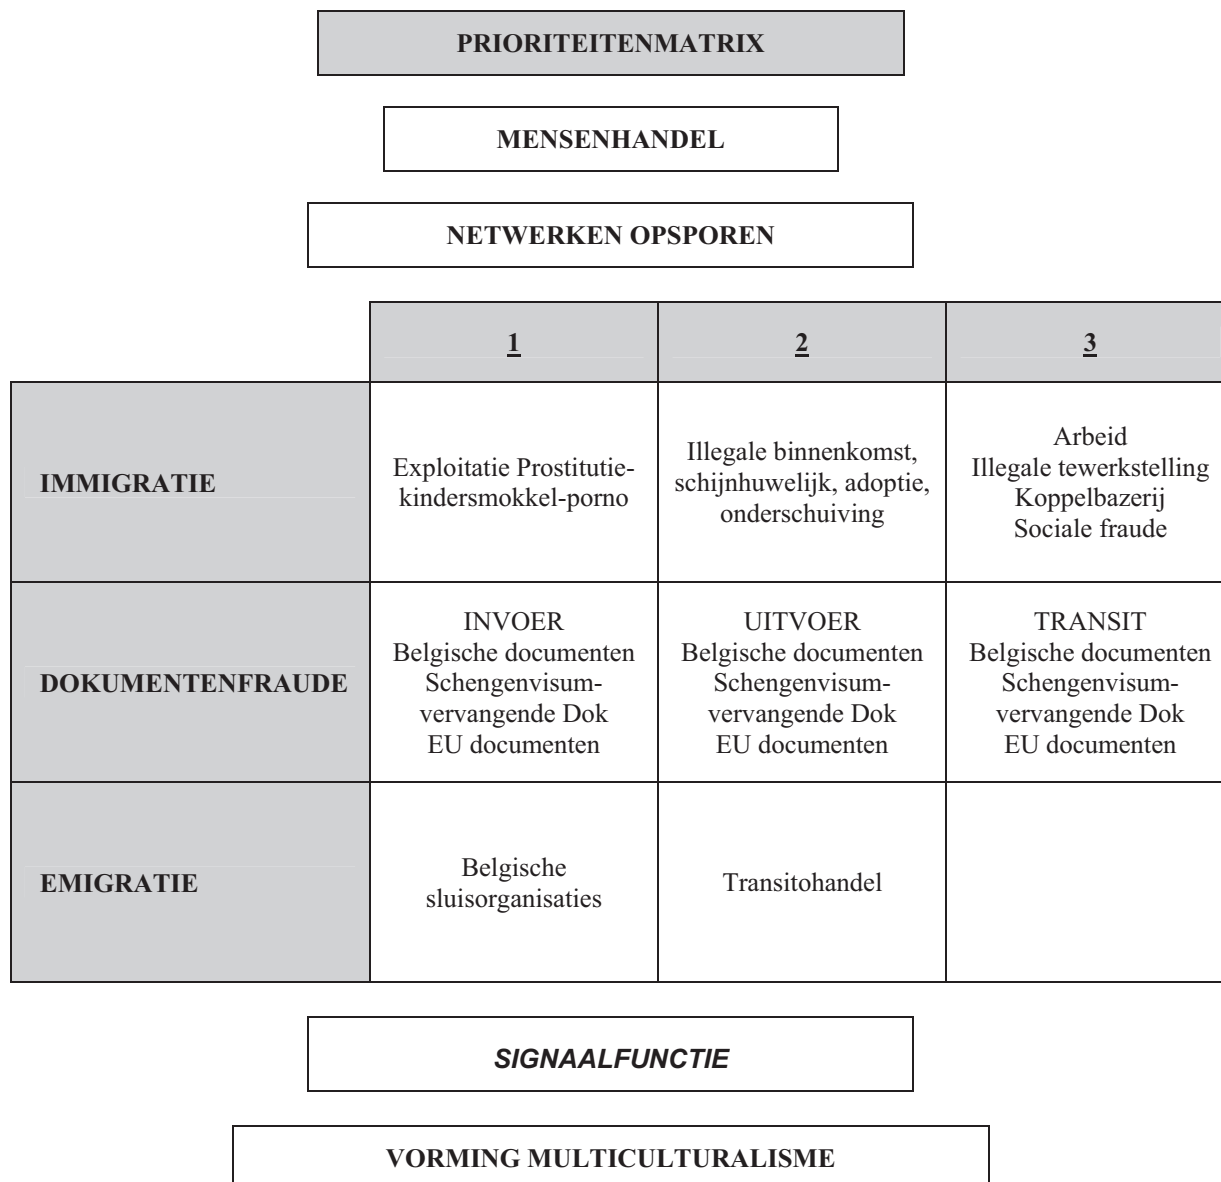 PRIORITEITENMATRIX
MENSENHANDEL
NETWERKEN OPSPOREN
1
2
3
IMMIGRATIE
Exploitatie Prostitutie-
kindersmokkel-porno
Illegale binnenkomst,
schijnhuwelijk, adoptie,
onderschuiving
Arbeid
Illegale tewerkstelling
Koppelbazerij
Sociale fraude
DOKUMENTENFRAUDE
INVOER
Belgische documenten
Schengenvisum-
vervangende Dok
EU documenten
UITVOER
Belgische documenten
Schengenvisum-
vervangende Dok
EU documenten
TRANSIT
Belgische documenten
Schengenvisum-
vervangende Dok
EU documenten
EMIGRATIE
Belgische
sluisorganisaties
Transitohandel
SIGNAALFUNCTIE
VORMING MULTICULTURALISME